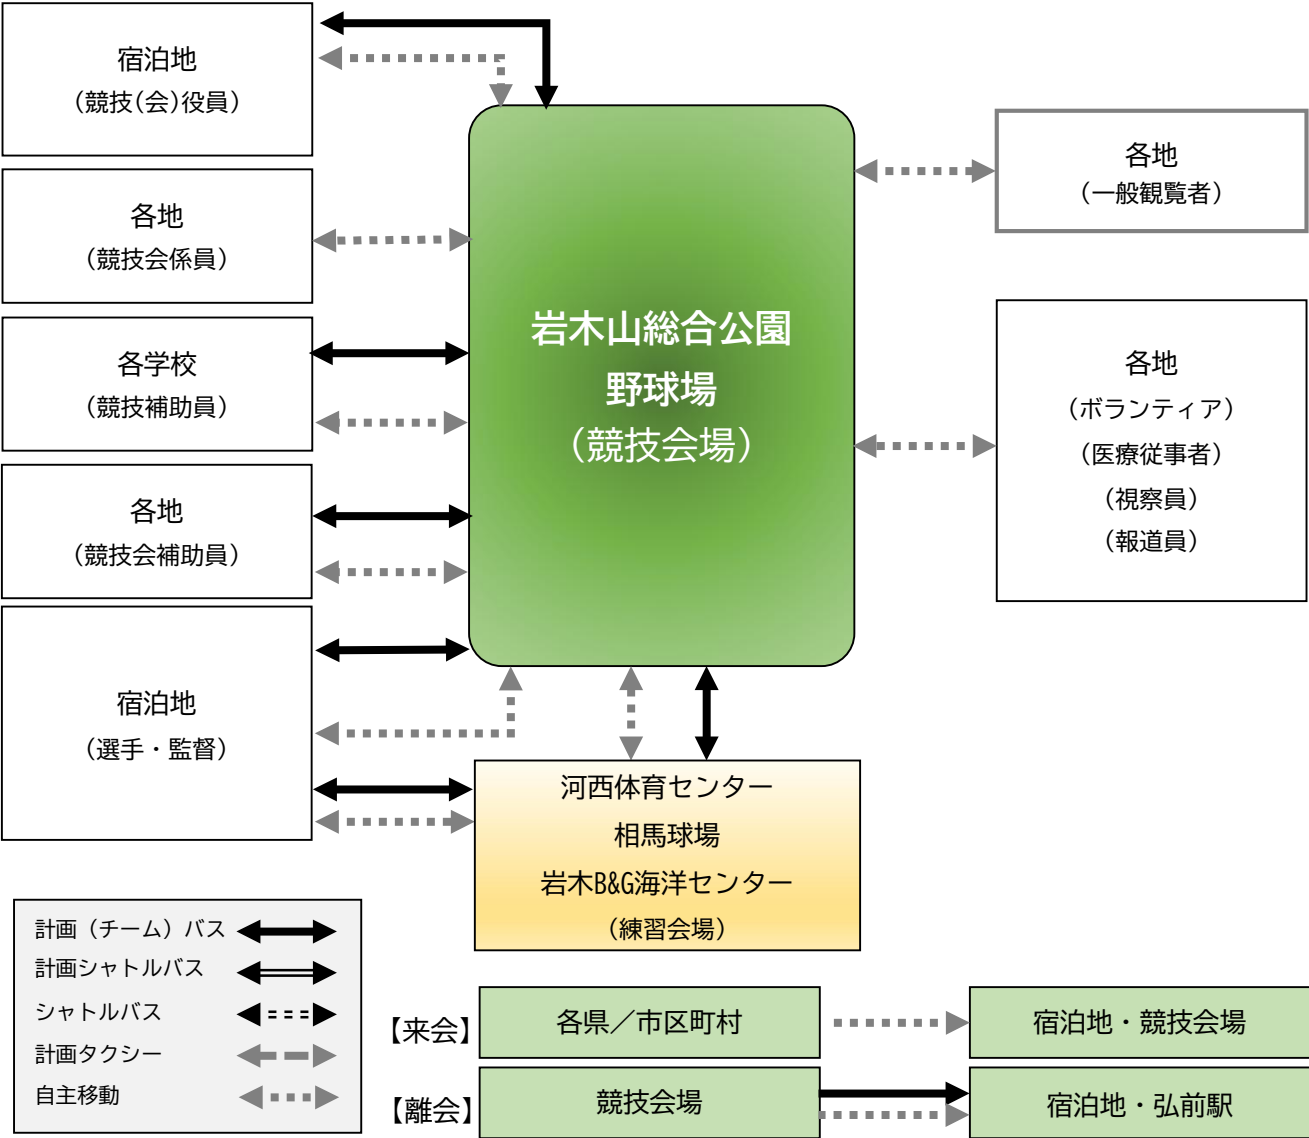 宿泊地
（競技(会)役員）
各地
（競技会係員）
各学校
（競技補助員）
各地
（競技会補助員）
宿泊地
（選手・監督）
岩木山総合公園
野球場
（競技会場）
各地
（一般観覧者）
各地
（ボランティア）
（医療従事者）
（視察員）
（報道員）
河西体育センター
相馬球場
岩木B&G海洋センター
（練習会場）
計画（チーム）バス
計画シャトルバス
シャトルバス
計画タクシー
自主移動
【来会】 各県／市区町村 宿泊地・競技会場
【離会】 競技会場 宿泊地・弘前駅